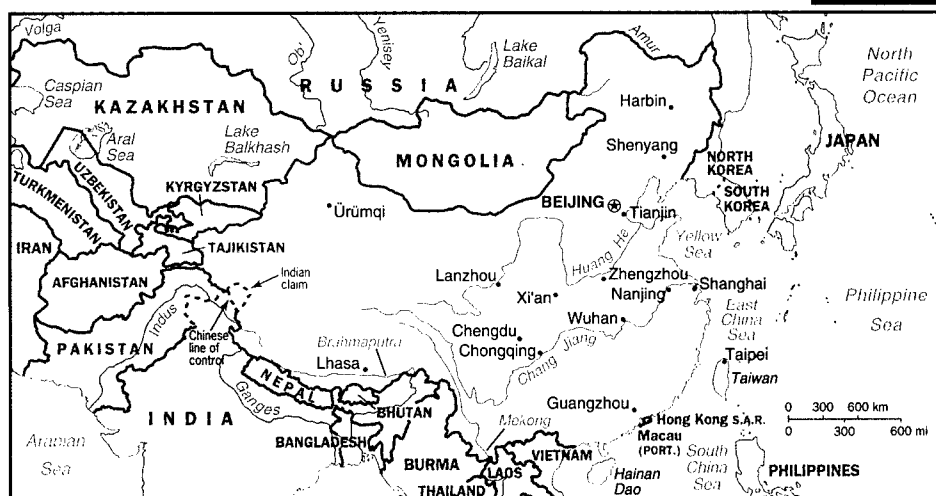 Volga
Ob'
Yenisey
Lake
Baikal
Amur
North
Pacific
Ocean
RUSSIA
Caspian
Sea
KAZAKHSTAN
Harbin
Aral
Sea
Lake
Balkhash
MONGOLIA
Shenyang
JAPAN
NORTH
KOREA
SOUTH
KOREA
UZBEKISTAN
TURKMENISTAN
KYRGYZSTAN
Ürümqi
BEIJING
Tianjin
IRAN
TAJIKISTAN
Yellow
Sea
Huang He
AFGHANISTAN
Indian
claim
Lanzhou
Zhengzhou
Xi'an
Nanjing
Shanghai
Indus
Chinese
line of
control
Wuhan
East
China
Sea
Philippine
Sea
PAKISTAN
Chengdu
Chongqing
Chang Jiang
Brahmaputra
Lhasa
Taipei
Taiwan
NEPAL
Ganges
INDIA
BHUTAN
Guangzhou
Hong Kong S.A.R.
Macau
(PORT.)
0 300 600 km
0 300 600 mi
Mekong
BANGLADESH
Arabian
Sea
BURMA
LAOS
VIETNAM
THAILAND
Hainan
Dao
South
China
Sea
PHILIPPINES